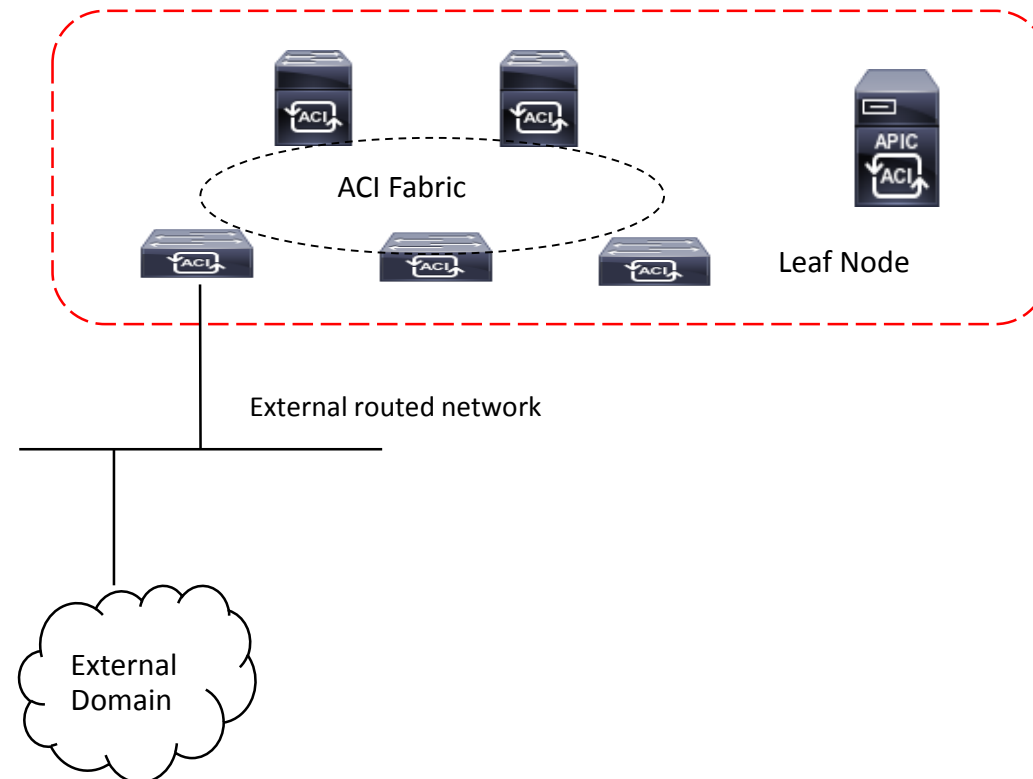 ACI
ACI
APIC
ACI
ACI Fabric
ACI
ACI
ACI
Leaf Node
External routed network
External
Domain